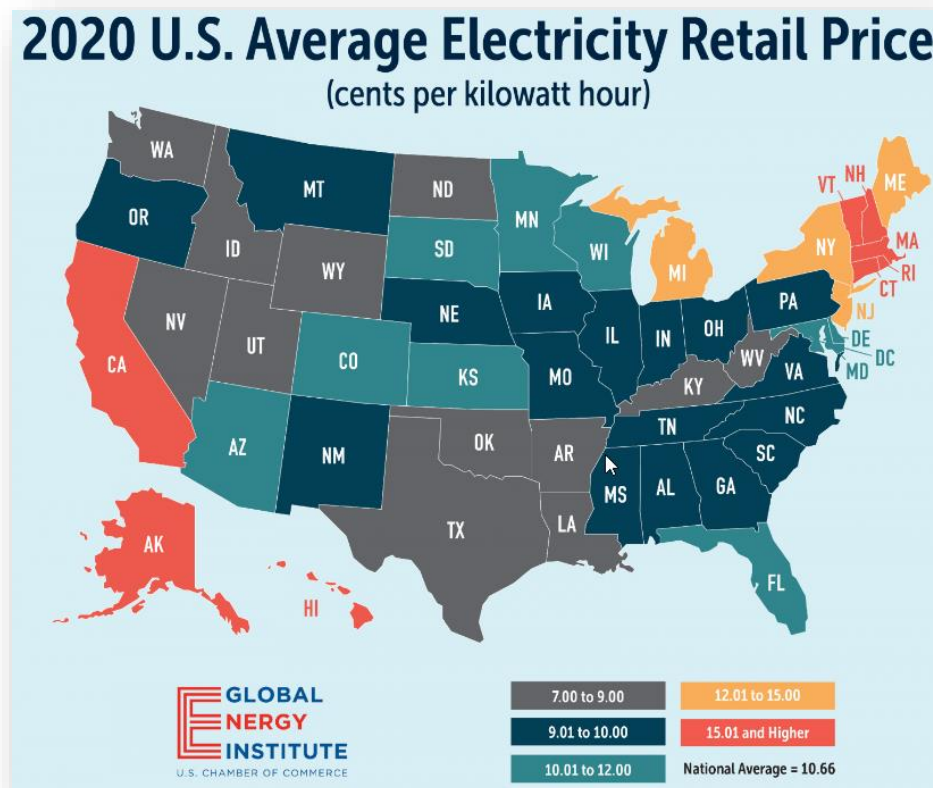 2020 U.S. Average Electricity Retail Price
(cents per kilowatt hour)
WA
MT
ND
MN
VT
NH
ME
OR
ID
SD
WI
MI
NY
MA
RI
CT
WY
NE
IA
PA
NJ
NV
UT
CO
KS
IL
IN
OH
WV
DE
DC
MD
CA
MO
KY
VA
AZ
NM
OK
AR
TN
NC
SC
TX
LA
MS
AL
GA
AK
HI
FL
GLOBAL
ENERGY
INSTITUTE
U.S. CHAMBER OF COMMERCE
7.00 to 9.00
12.01 to 15.00
9.01 to 10.00
15.01 and Higher
10.01 to 12.00
National Average = 10.66